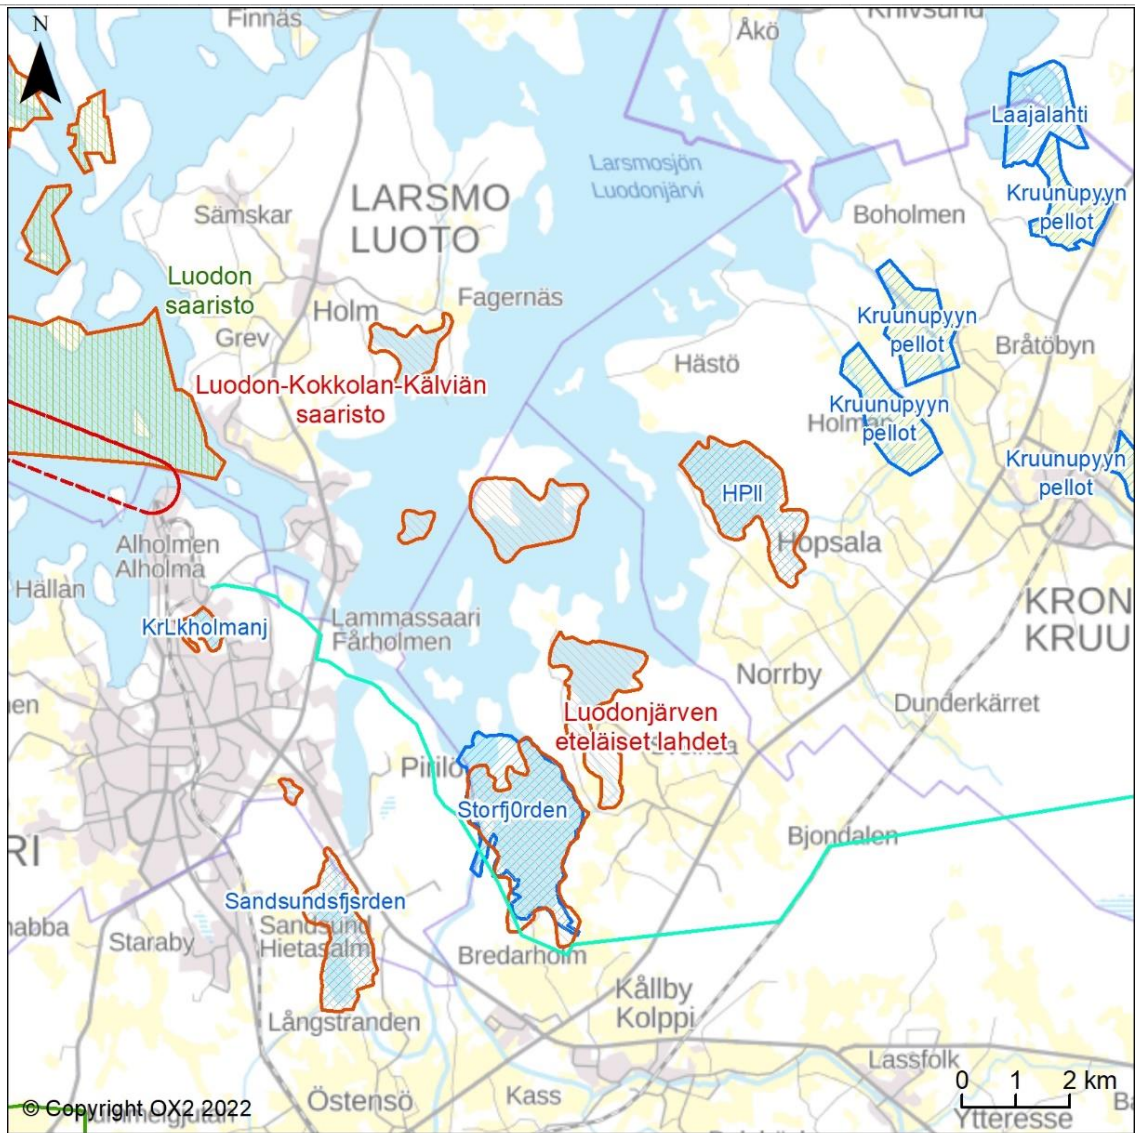 Finnäs
N
Åkö
Laajalahti
Larsmosjön
Luodonjärvi
LARSMO
LUOTO
Sämskar
Boholmen
Kruunupyyn
pellot
Luodon
saaristo
Holm
Fagernäs
Grev
Kruunupyyn
pellot
Bråtöbyn
Hästö
Luodon-Kokkolan-Kälviän
saaristo
Kruunupyyn
pellot
Kruunupyyn
pellot
HPll
Hopsala
Alholmen
Alholma
Hällan
KrLkholmanj
Lammassaari
Fårholmen
KRON
KRUU
Norrby
Dunderkärret
Luodonjärven
eteläiset lahdet
Storfj0rden
Bjondalen
RI
Sandsundsfjsrden
Sandsund
Hietasalm
Staraby
Bredarholm
Kållby
Kolppi
Långstranden
Lassfolk
0 1 2 km
Kass
Östensö
© Copyright OX2 2022
Ytteresse